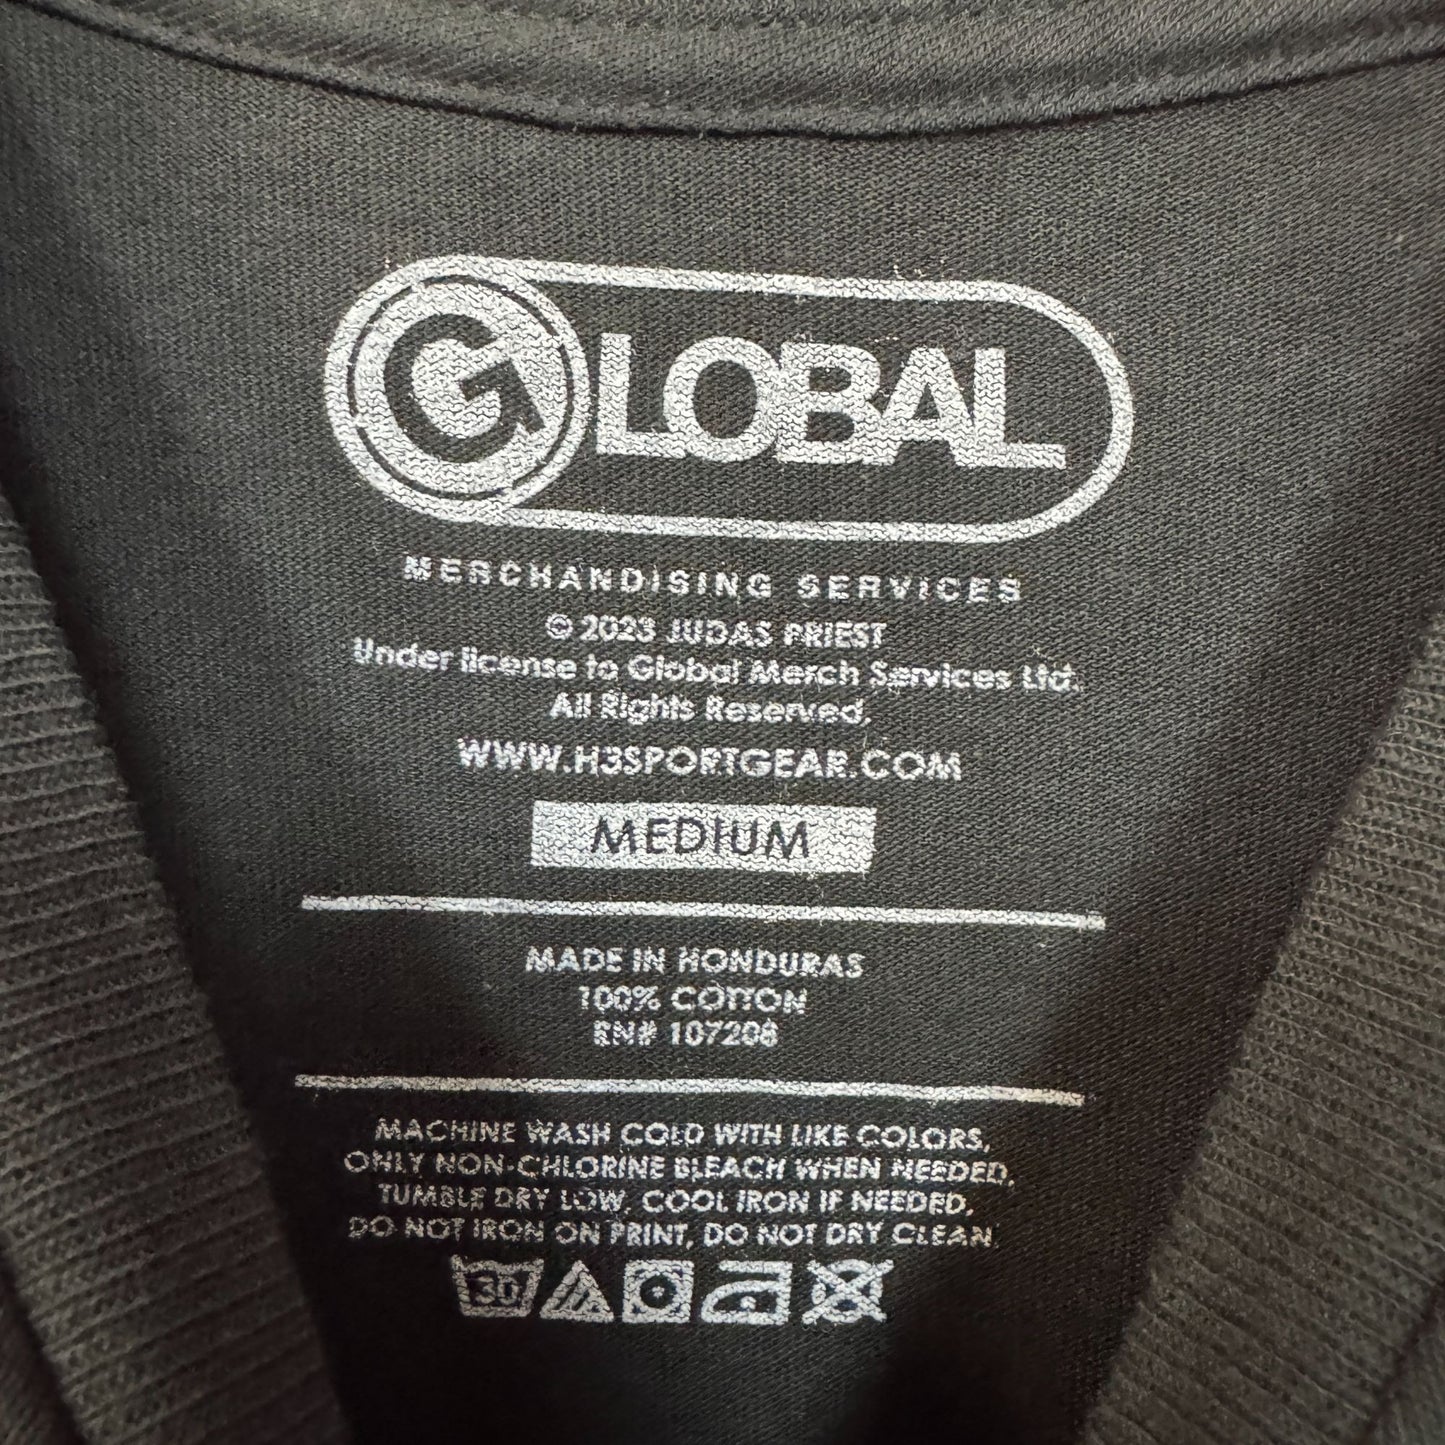 GLOBAL
MERCHANDISING SERVICES
© 2023 JUDAS PRIEST
Under license to Global Merch Services Ltd.
All Rights Reserved.
WWW.H3SPORTGEAR.COM
MEDIUM
MADE IN HONDURAS
100% COTTON
RN# 107208
MACHINE WASH COLD WITH LIKE COLORS,
ONLY NON-CHLORINE BLEACH WHEN NEEDED,
TUMBLE DRY LOW, COOL IRON IF NEEDED,
DO NOT IRON ON PRINT, DO NOT DRY CLEAN.
30